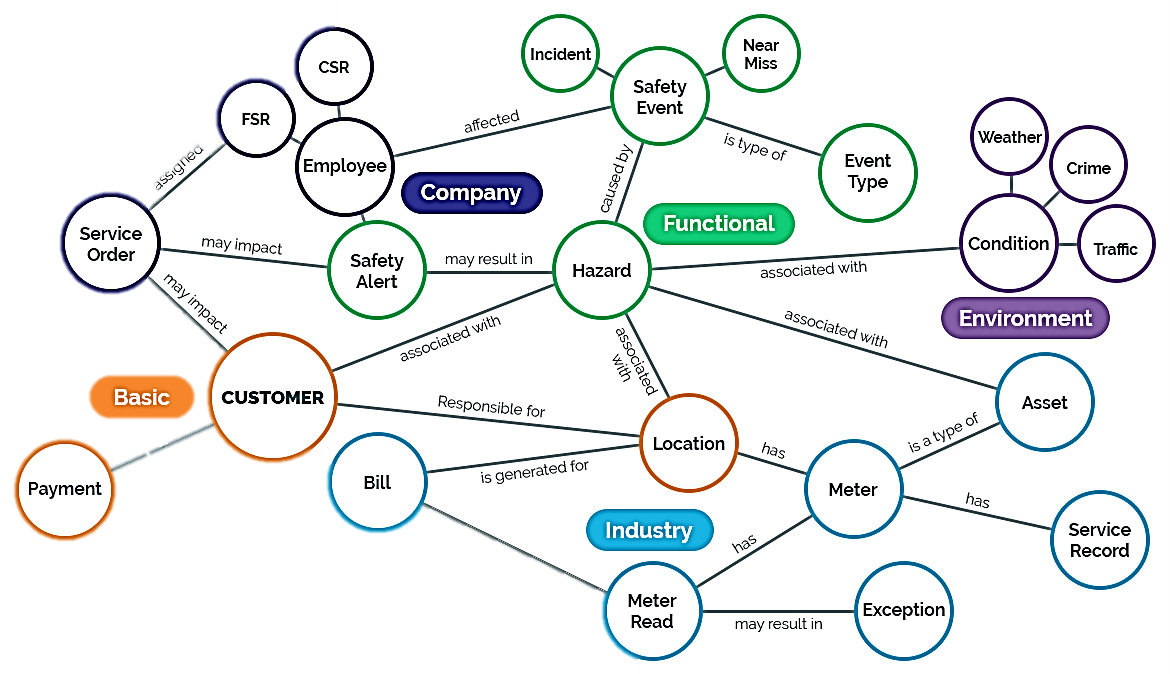 Incident
Near
Miss
CSR
Safety
Event
FSR
affected
is type of
assigned
Employee
caused by
Event
Type
Weather
Crime
Company
Functional
Service
Order
may impact
Safety
Alert
may result in
Hazard
associated with
Condition
Traffic
may impact
associated with
associated
with
associated with
Environment
Basic
CUSTOMER
Responsible for
Location
Asset
is a type of
Payment
Bill
is generated for
has
Meter
has
Service
Record
Industry
has
Meter
Read
may result in
Exception